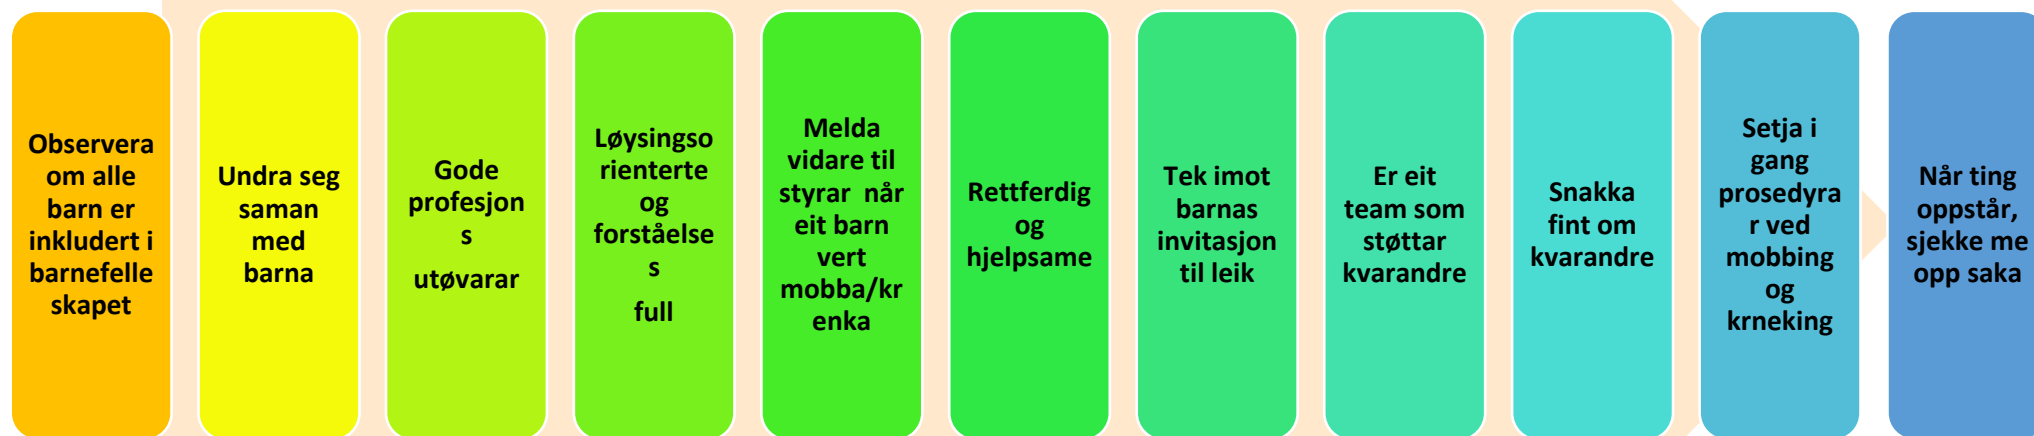 Observera
om alle
barn er
inkludert i
barnefelle
skapet
Undra seg
saman
med
barna
Gode
profesjon
s
utøvarar
Løysingso
rienterte
og
forståelse
s
full
Melda
vidare til
styrar når
eit barn
vert
mobba/kr
enka
Rettferdig
og
hjelpsame
Tek imot
barnas
invitasjon
til leik
Er eit
team som
støttar
kvarandre
Snakka
fint om
kvarandre
Setja i
gang
prosedyra
r ved
mobbing
og
krneking
Når ting
oppstår,
sjekke me
opp saka